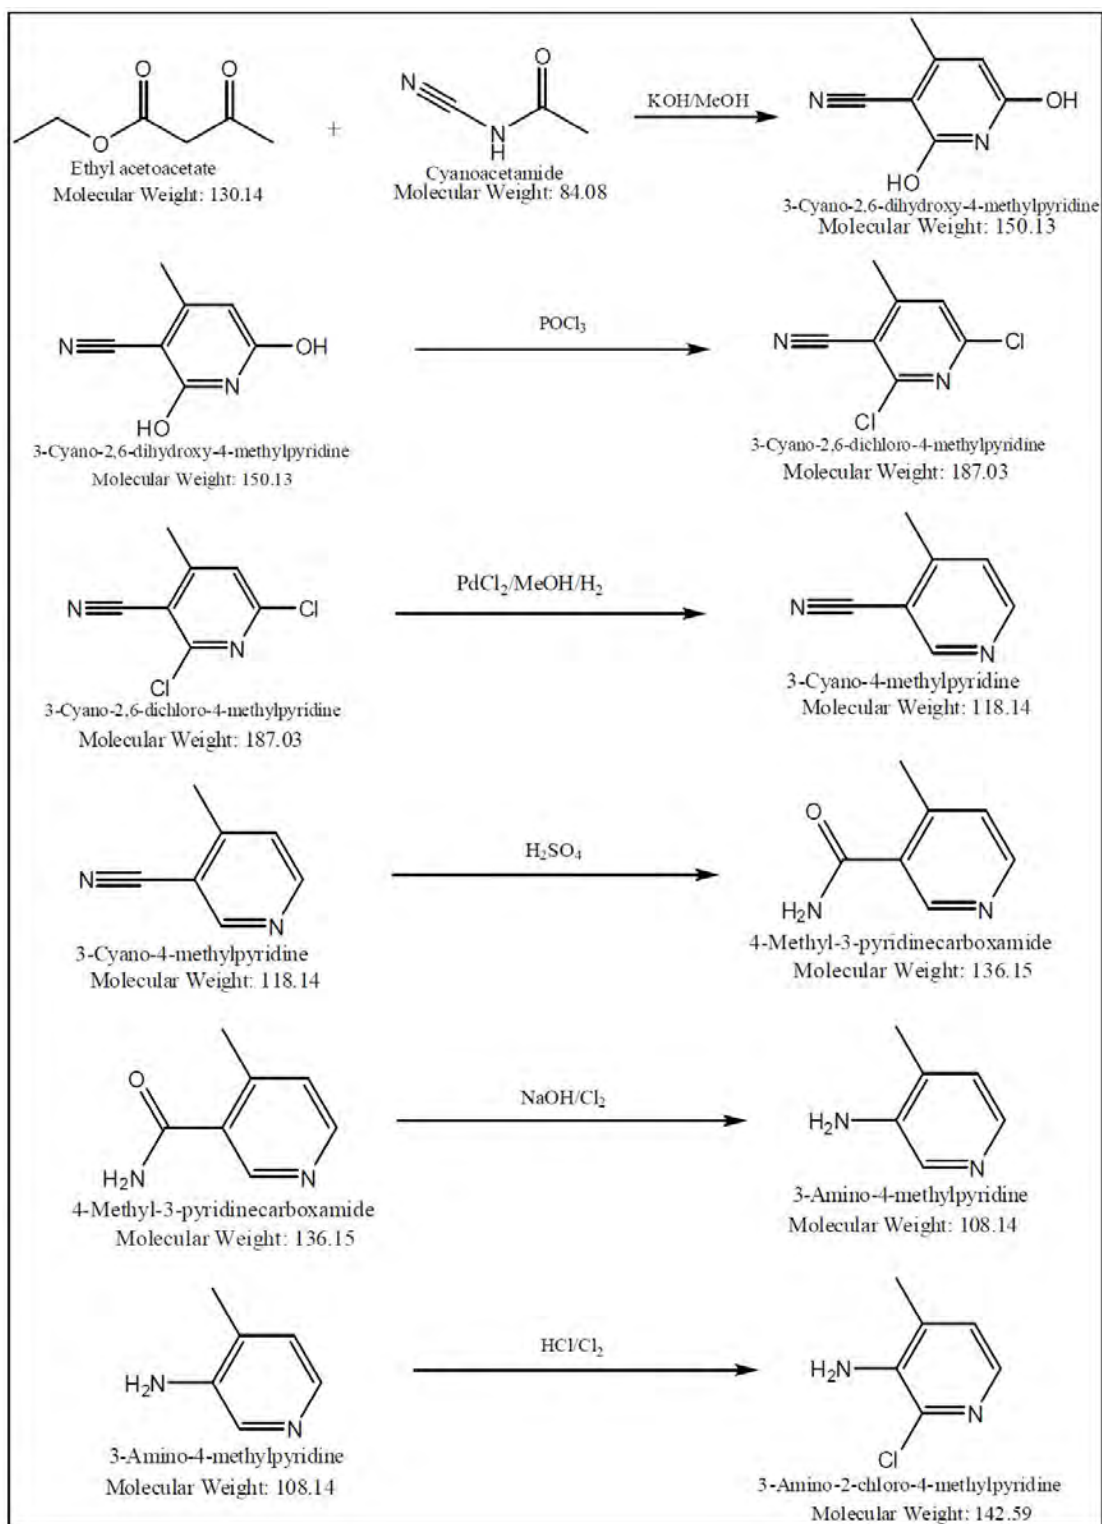 O O
O
Ethyl acetoacetate
Molecular Weight: 130.14
+
N O
N
H
Cyanoacetamide
Molecular Weight: 84.08
KOH/MeOH
N OH
N
HO
3-Cyano-2,6-dihydroxy-4-methylpyridine
Molecular Weight: 150.13
N OH
N
HO
3-Cyano-2,6-dihydroxy-4-methylpyridine
Molecular Weight: 150.13
POCl3
N Cl
N
Cl
3-Cyano-2,6-dichloro-4-methylpyridine
Molecular Weight: 187.03
N Cl
N
Cl
3-Cyano-2,6-dichloro-4-methylpyridine
Molecular Weight: 187.03
PdCl2/MeOH/H2
N N
3-Cyano-4-methylpyridine
Molecular Weight: 118.14
N N
3-Cyano-4-methylpyridine
Molecular Weight: 118.14
H2SO4
O
H2N N
4-Methyl-3-pyridinecarboxamide
Molecular Weight: 136.15
O
H2N N
4-Methyl-3-pyridinecarboxamide
Molecular Weight: 136.15
NaOH/Cl2
H2N
N
3-Amino-4-methylpyridine
Molecular Weight: 108.14
H2N
N
3-Amino-4-methylpyridine
Molecular Weight: 108.14
HCl/Cl2
H2N
N
Cl
3-Amino-2-chloro-4-methylpyridine
Molecular Weight: 142.59